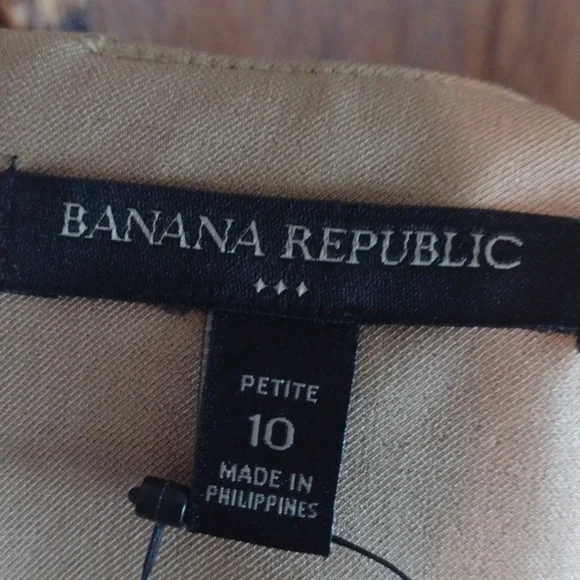 BANANA REPUBLIC
PETITE
10
MADE IN
PHILIPPINES